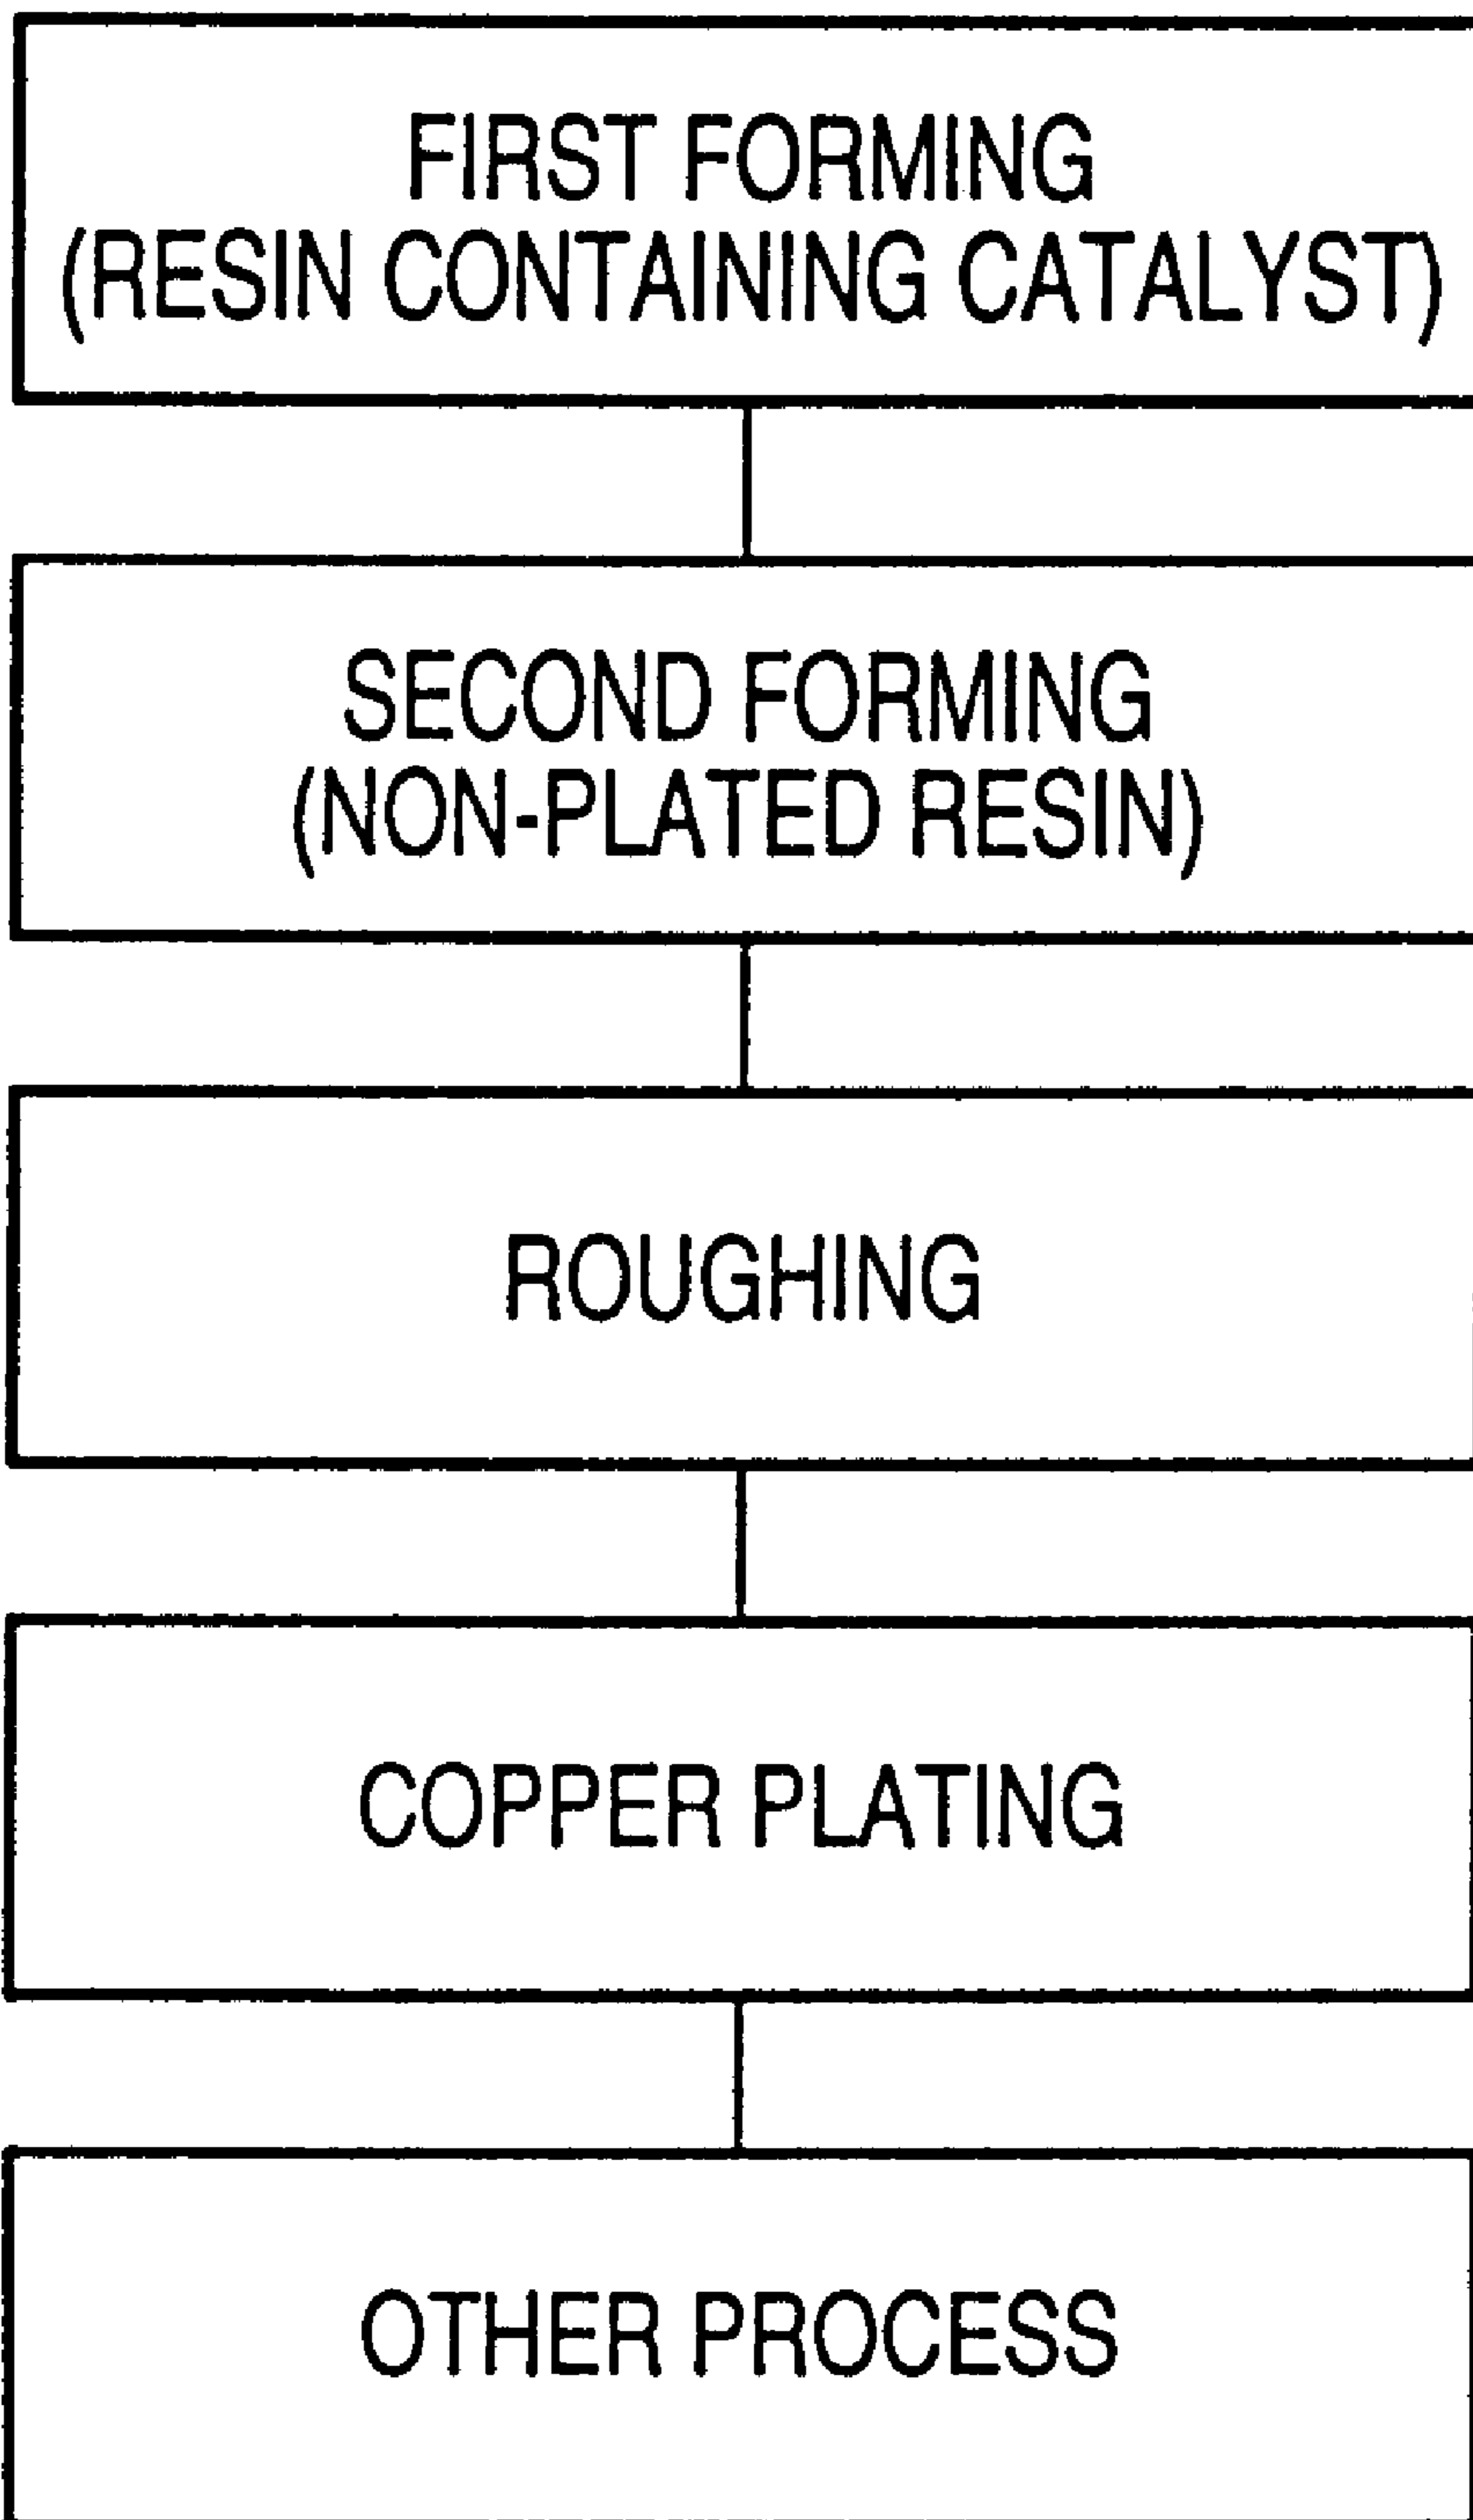 FIRST FORMING
(RESIN CONTAINING CATALYST)
SECOND FORMING
(NON-PLATED RESIN)
ROUGHING
COPPER PLATING
OTHER PROCESS